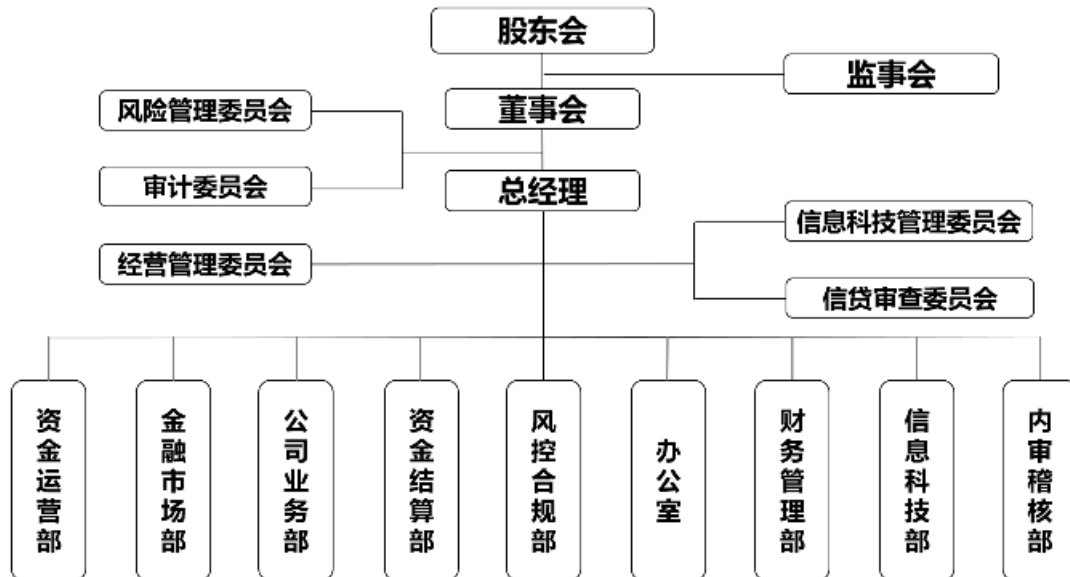 股东会
监事会
董事会
风险管理委员会
审计委员会
总经理
信息科技管理委员会
经营管理委员会
信贷审查委员会
资金运营部
金融市场部
公司业务部
资金结算部
风控合规部
办公室
财务管理部
信息科技部
内审稽核部